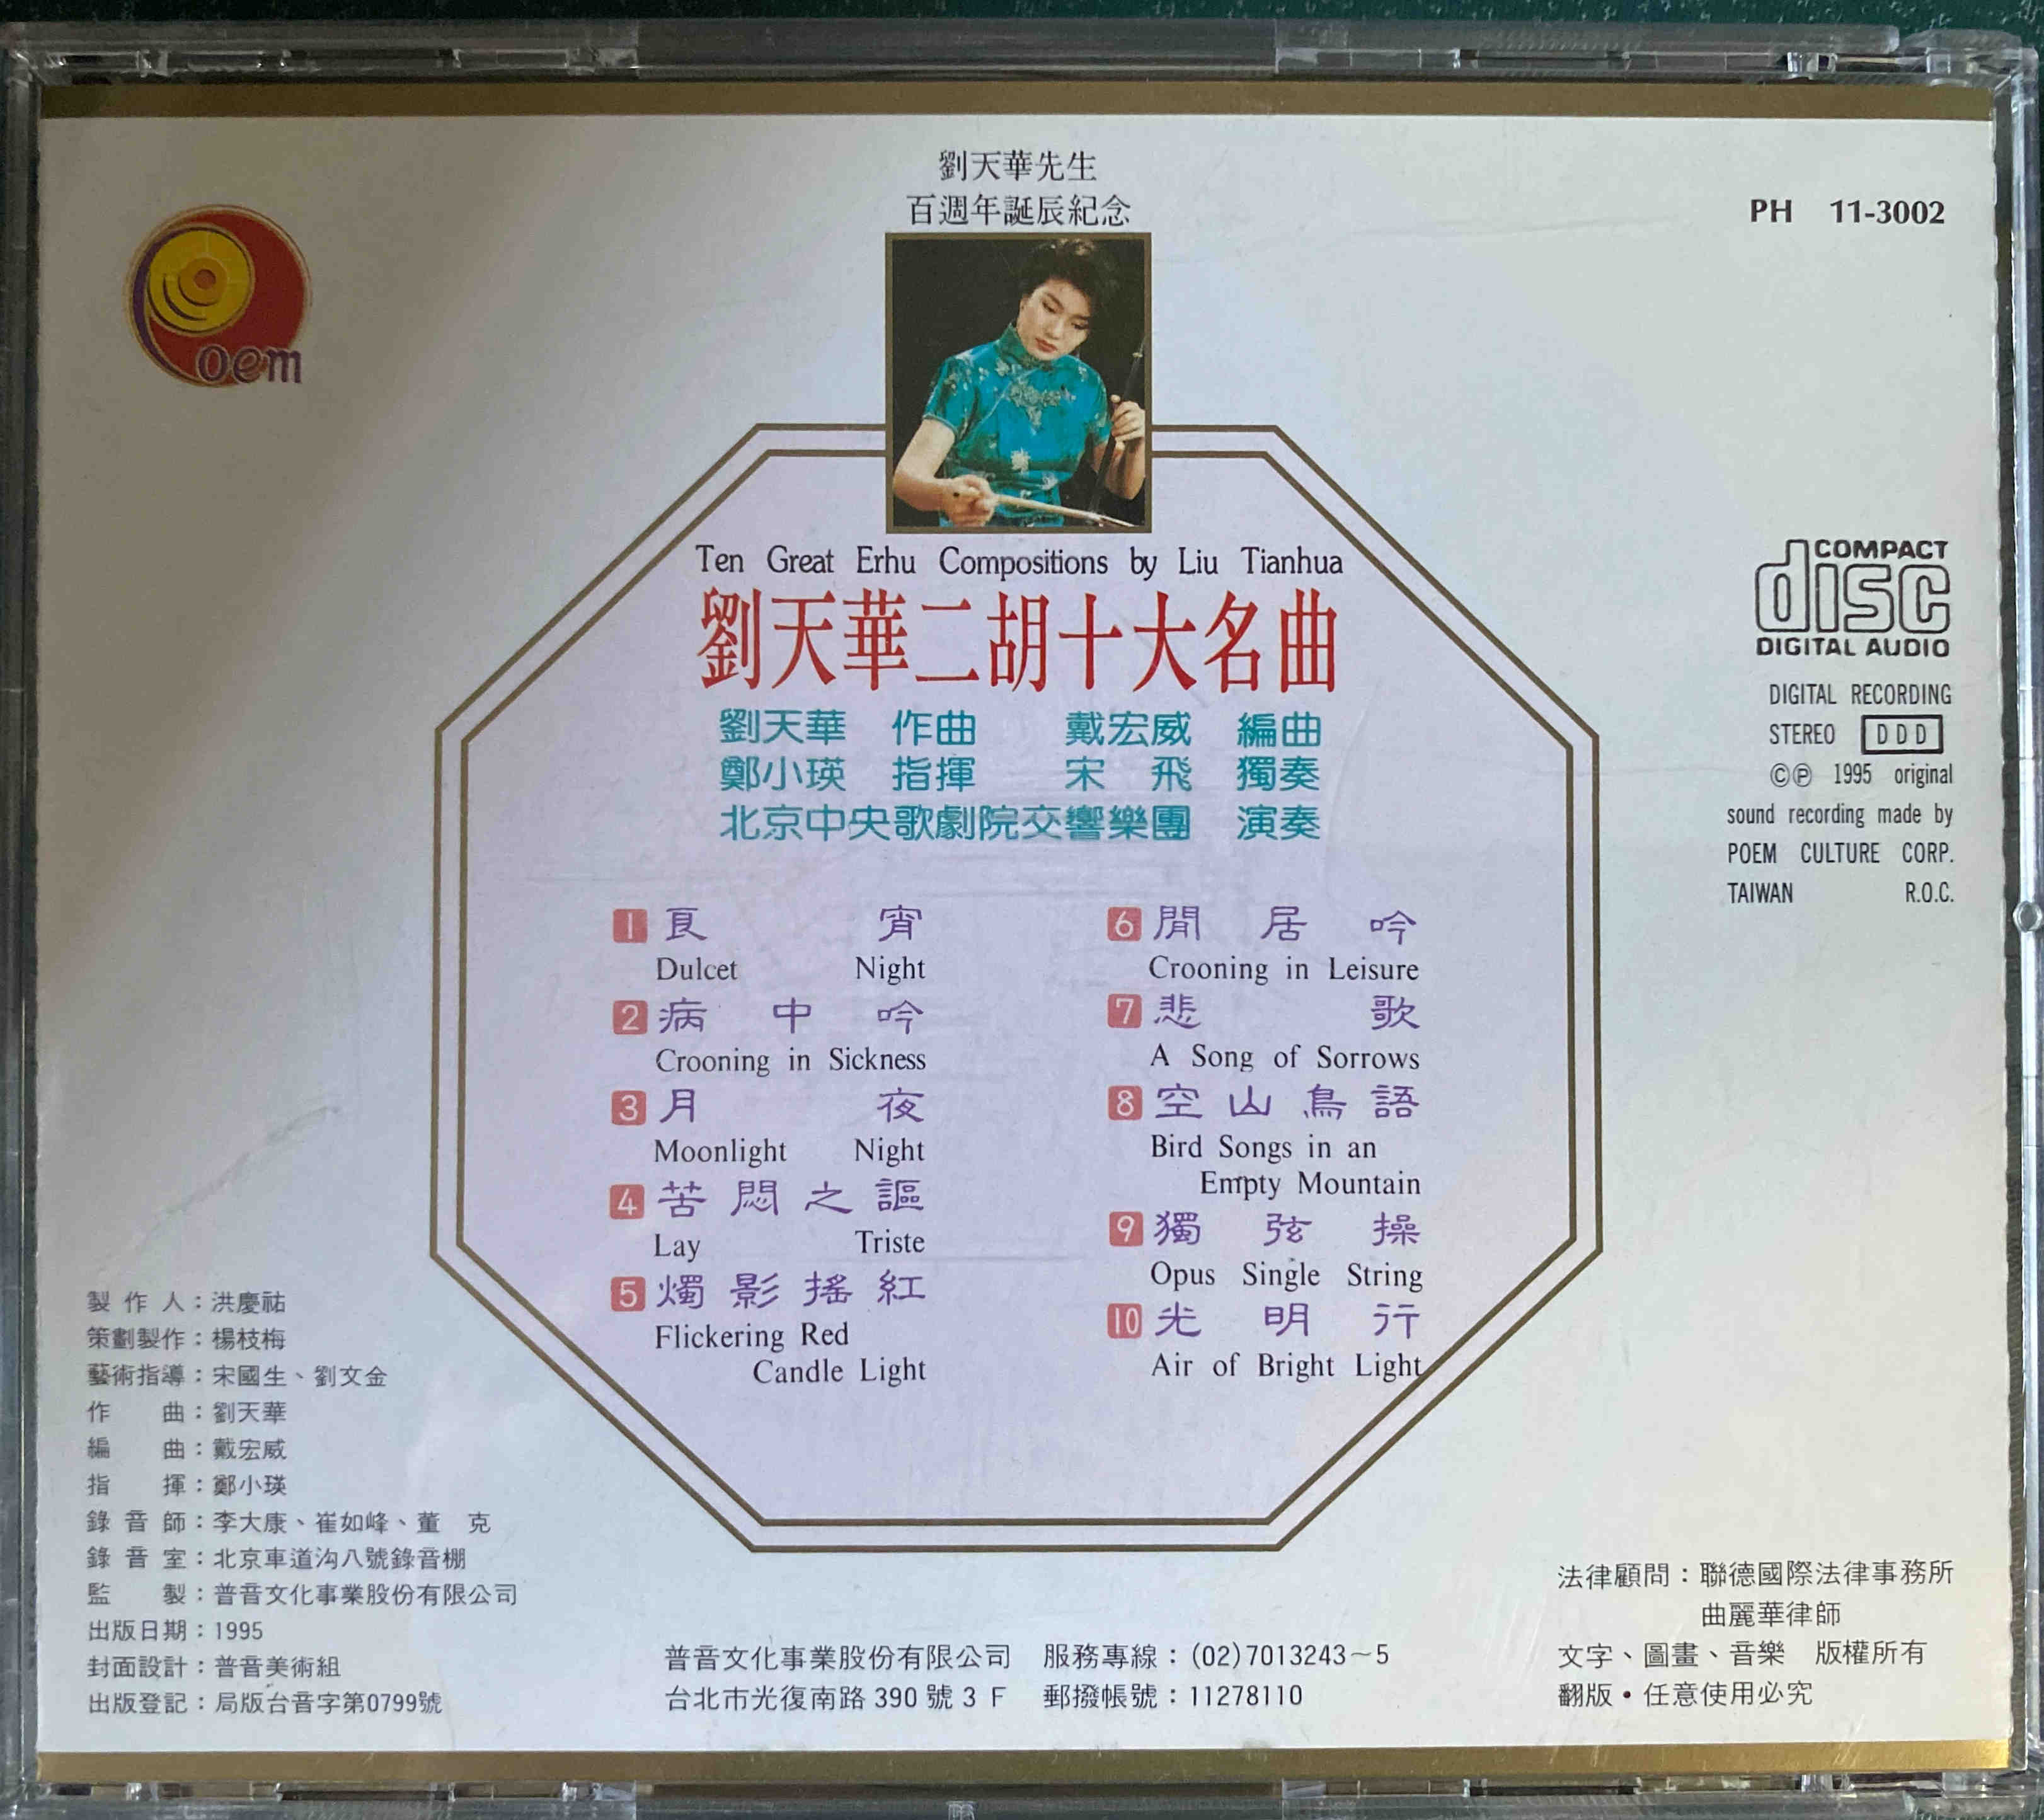 劉天華先生
百週年誕辰紀念
PH 11-3002
Poem
Ten Great Erhu Compositions by Liu Tianhua
劉天華二胡十大名曲
劉天華 作曲 戴宏威 編曲
鄭小瑛 指揮 宋 飛 獨奏
北京中央歌劇院交響樂團 演奏
COMPACT
disc
DIGITAL AUDIO
DIGITAL RECORDING
STEREO DDD
©℗ 1995 original
sound recording made by
POEM CULTURE CORP.
TAIWAN R.O.C.
1 良宵
Dulcet Night
2 病中吟
Crooning in Sickness
3 月夜
Moonlight Night
4 苦悶之謳
Lay Triste
5 燭影搖紅
Flickering Red
Candle Light
6 閒居吟
Crooning in Leisure
7 悲歌
A Song of Sorrows
8 空山鳥語
Bird Songs in an
Empty Mountain
9 獨弦操
Opus Single String
10 光明行
Air of Bright Light
製作人：洪慶祐
策劃製作：楊枝梅
藝術指導：宋國生、劉文金
作曲：劉天華
編曲：戴宏威
指揮：鄭小瑛
錄音師：李大康、崔如峰、董 克
錄音室：北京車道沟八號錄音棚
監製：普音文化事業股份有限公司
出版日期：1995
封面設計：普音美術組
出版登記：局版台音字第0799號
普音文化事業股份有限公司 服務專線：(02)7013243～5
台北市光復南路 390 號 3 F 郵撥帳號：11278110
法律顧問：聯德國際法律事務所
曲麗華律師
文字、圖畫、音樂 版權所有
翻版・任意使用必究